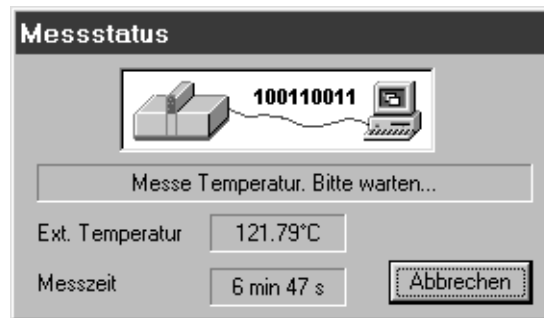 Messstatus
100110011
Messe Temperatur. Bitte warten...
Ext. Temperatur 121.79°C
Messzeit 6 min 47 s Abbrechen